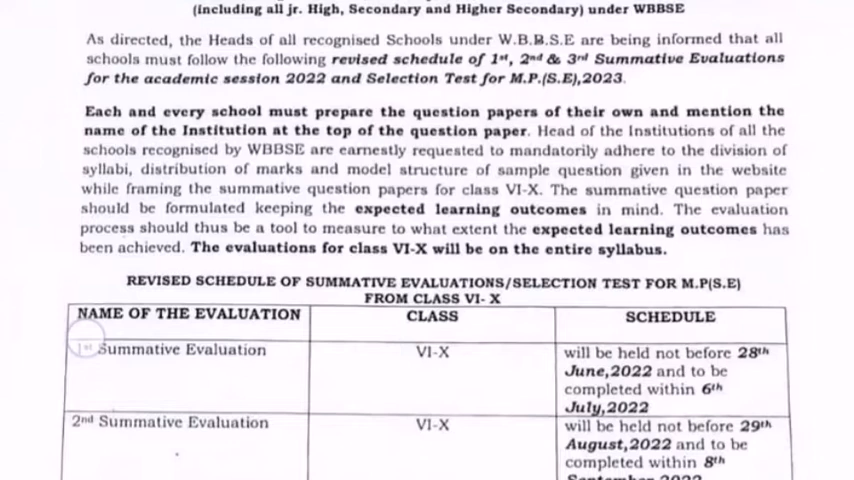 (including all jr. High, Secondary and Higher Secondary) under WBBSE
As directed, the Heads of all recognised Schools under W.B.B.S.E are being informed that all
schools must follow the following revised schedule of 1st, 2nd & 3rd Summative Evaluations
for the academic session 2022 and Selection Test for M.P.(S.E),2023.
Each and every school must prepare the question papers of their own and mention the
name of the Institution at the top of the question paper. Head of the Institutions of all the
schools recognised by WBBSE are earnestly requested to mandatorily adhere to the division of
syllabi, distribution of marks and model structure of sample question given in the website
while framing the summative question papers for class VI-X. The summative question paper
should be formulated keeping the expected learning outcomes in mind. The evaluation
process should thus be a tool to measure to what extent the expected learning outcomes has
been achieved. The evaluations for class VI-X will be on the entire syllabus.
REVISED SCHEDULE OF SUMMATIVE EVALUATIONS/SELECTION TEST FOR M.P(S.E)
FROM CLASS VI- X
NAME OF THE EVALUATION CLASS SCHEDULE
1st Summative Evaluation VI-X will be held not before 28th
June,2022 and to be
completed within 6th
July,2022
2nd Summative Evaluation VI-X will be held not before 29th
August,2022 and to be
completed within 8th
September,2022